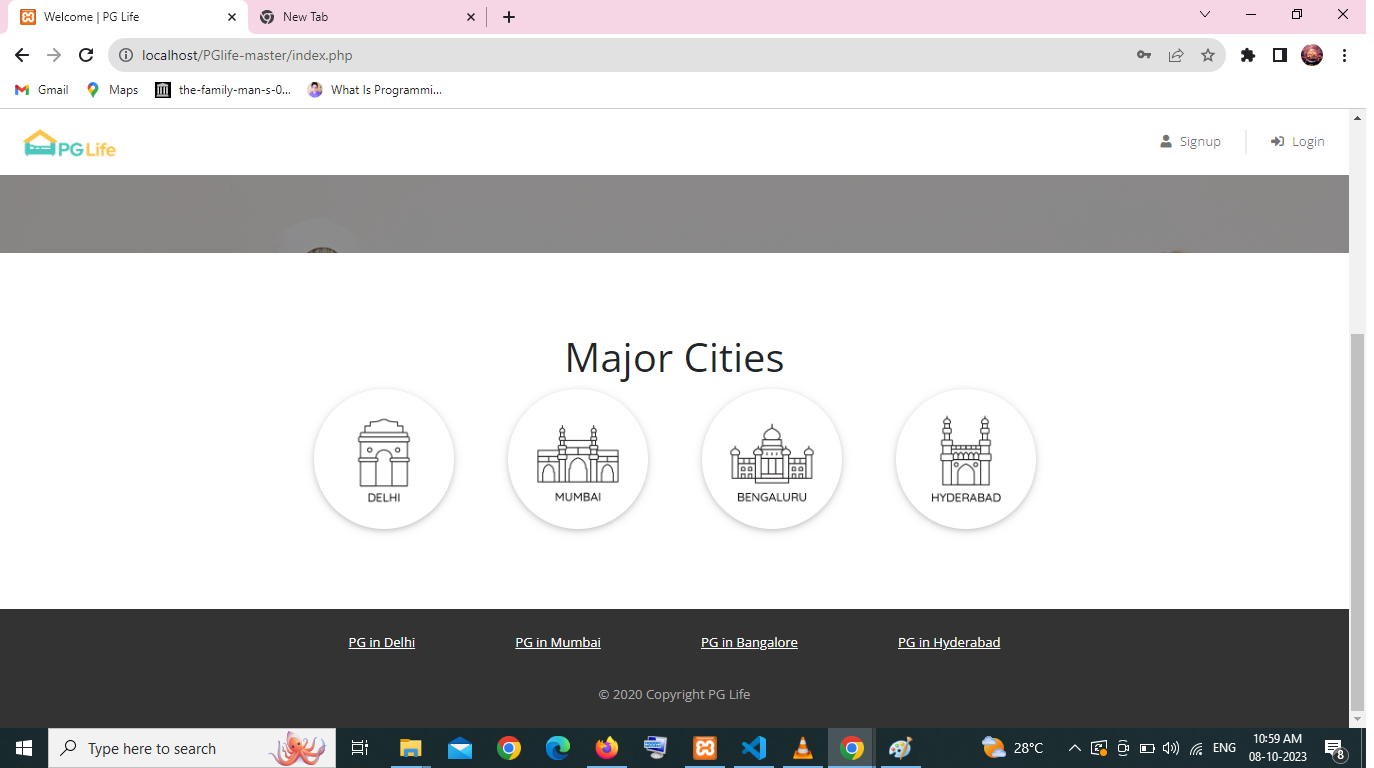 Welcome | PG Life
New Tab
localhost/PGlife-master/index.php
Gmail
Maps
the-family-man-s-0...
What Is Programmi...
PG Life
Signup
Login
Major Cities
DELHI
MUMBAI
BENGALURU
HYDERABAD
PG in Delhi
PG in Mumbai
PG in Bangalore
PG in Hyderabad
© 2020 Copyright PG Life
Type here to search
28°C
ENG
10:59 AM
08-10-2023
8